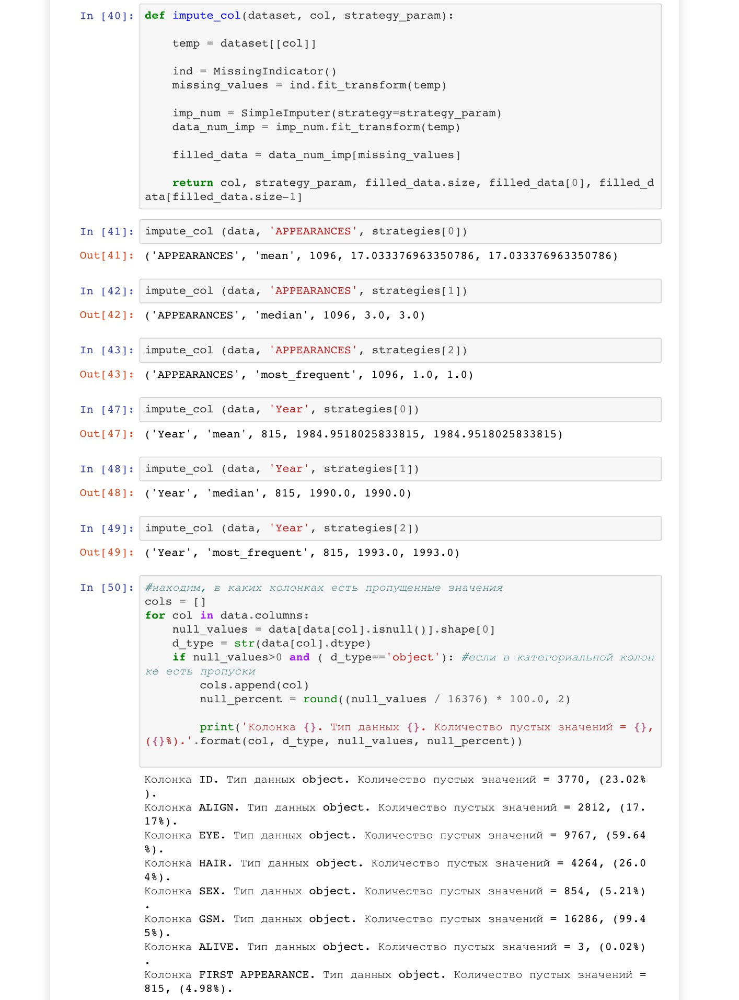 In [40]: def impute_col(dataset, col, strategy_param):
temp = dataset[[col]]
ind = MissingIndicator()
missing_values = ind.fit_transform(temp)
imp_num = SimpleImputer(strategy=strategy_param)
data_num_imp = imp_num.fit_transform(temp)
filled_data = data_num_imp[missing_values]
return col, strategy_param, filled_data.size, filled_data[0], filled_d
ata[filled_data.size-1]
In [41]: impute_col (data, 'APPEARANCES', strategies[0])
Out[41]: ('APPEARANCES', 'mean', 1096, 17.033376963350786, 17.033376963350786)
In [42]: impute_col (data, 'APPEARANCES', strategies[1])
Out[42]: ('APPEARANCES', 'median', 1096, 3.0, 3.0)
In [43]: impute_col (data, 'APPEARANCES', strategies[2])
Out[43]: ('APPEARANCES', 'most_frequent', 1096, 1.0, 1.0)
In [47]: impute_col (data, 'Year', strategies[0])
Out[47]: ('Year', 'mean', 815, 1984.9518025833815, 1984.9518025833815)
In [48]: impute_col (data, 'Year', strategies[1])
Out[48]: ('Year', 'median', 815, 1990.0, 1990.0)
In [49]: impute_col (data, 'Year', strategies[2])
Out[49]: ('Year', 'most_frequent', 815, 1993.0, 1993.0)
In [50]: #находим, в каких колонках есть пропущенные значения
cols = []
for col in data.columns:
null_values = data[data[col].isnull()].shape[0]
d_type = str(data[col].dtype)
if null_values>0 and ( d_type=='object'): #если в категориальной колон
ке есть пропуски
cols.append(col)
null_percent = round((null_values / 16376) * 100.0, 2)
print('Колонка {}. Тип данных {}. Количество пустых значений = {},
({}%).'.format(col, d_type, null_values, null_percent))
Колонка ID. Тип данных object. Количество пустых значений = 3770, (23.02%
).
Колонка ALIGN. Тип данных object. Количество пустых значений = 2812, (17.
17%).
Колонка EYE. Тип данных object. Количество пустых значений = 9767, (59.64
%).
Колонка HAIR. Тип данных object. Количество пустых значений = 4264, (26.0
4%).
Колонка SEX. Тип данных object. Количество пустых значений = 854, (5.21%)
.
Колонка GSM. Тип данных object. Количество пустых значений = 16286, (99.4
5%).
Колонка ALIVE. Тип данных object. Количество пустых значений = 3, (0.02%)
.
Колонка FIRST APPEARANCE. Тип данных object. Количество пустых значений =
815, (4.98%).